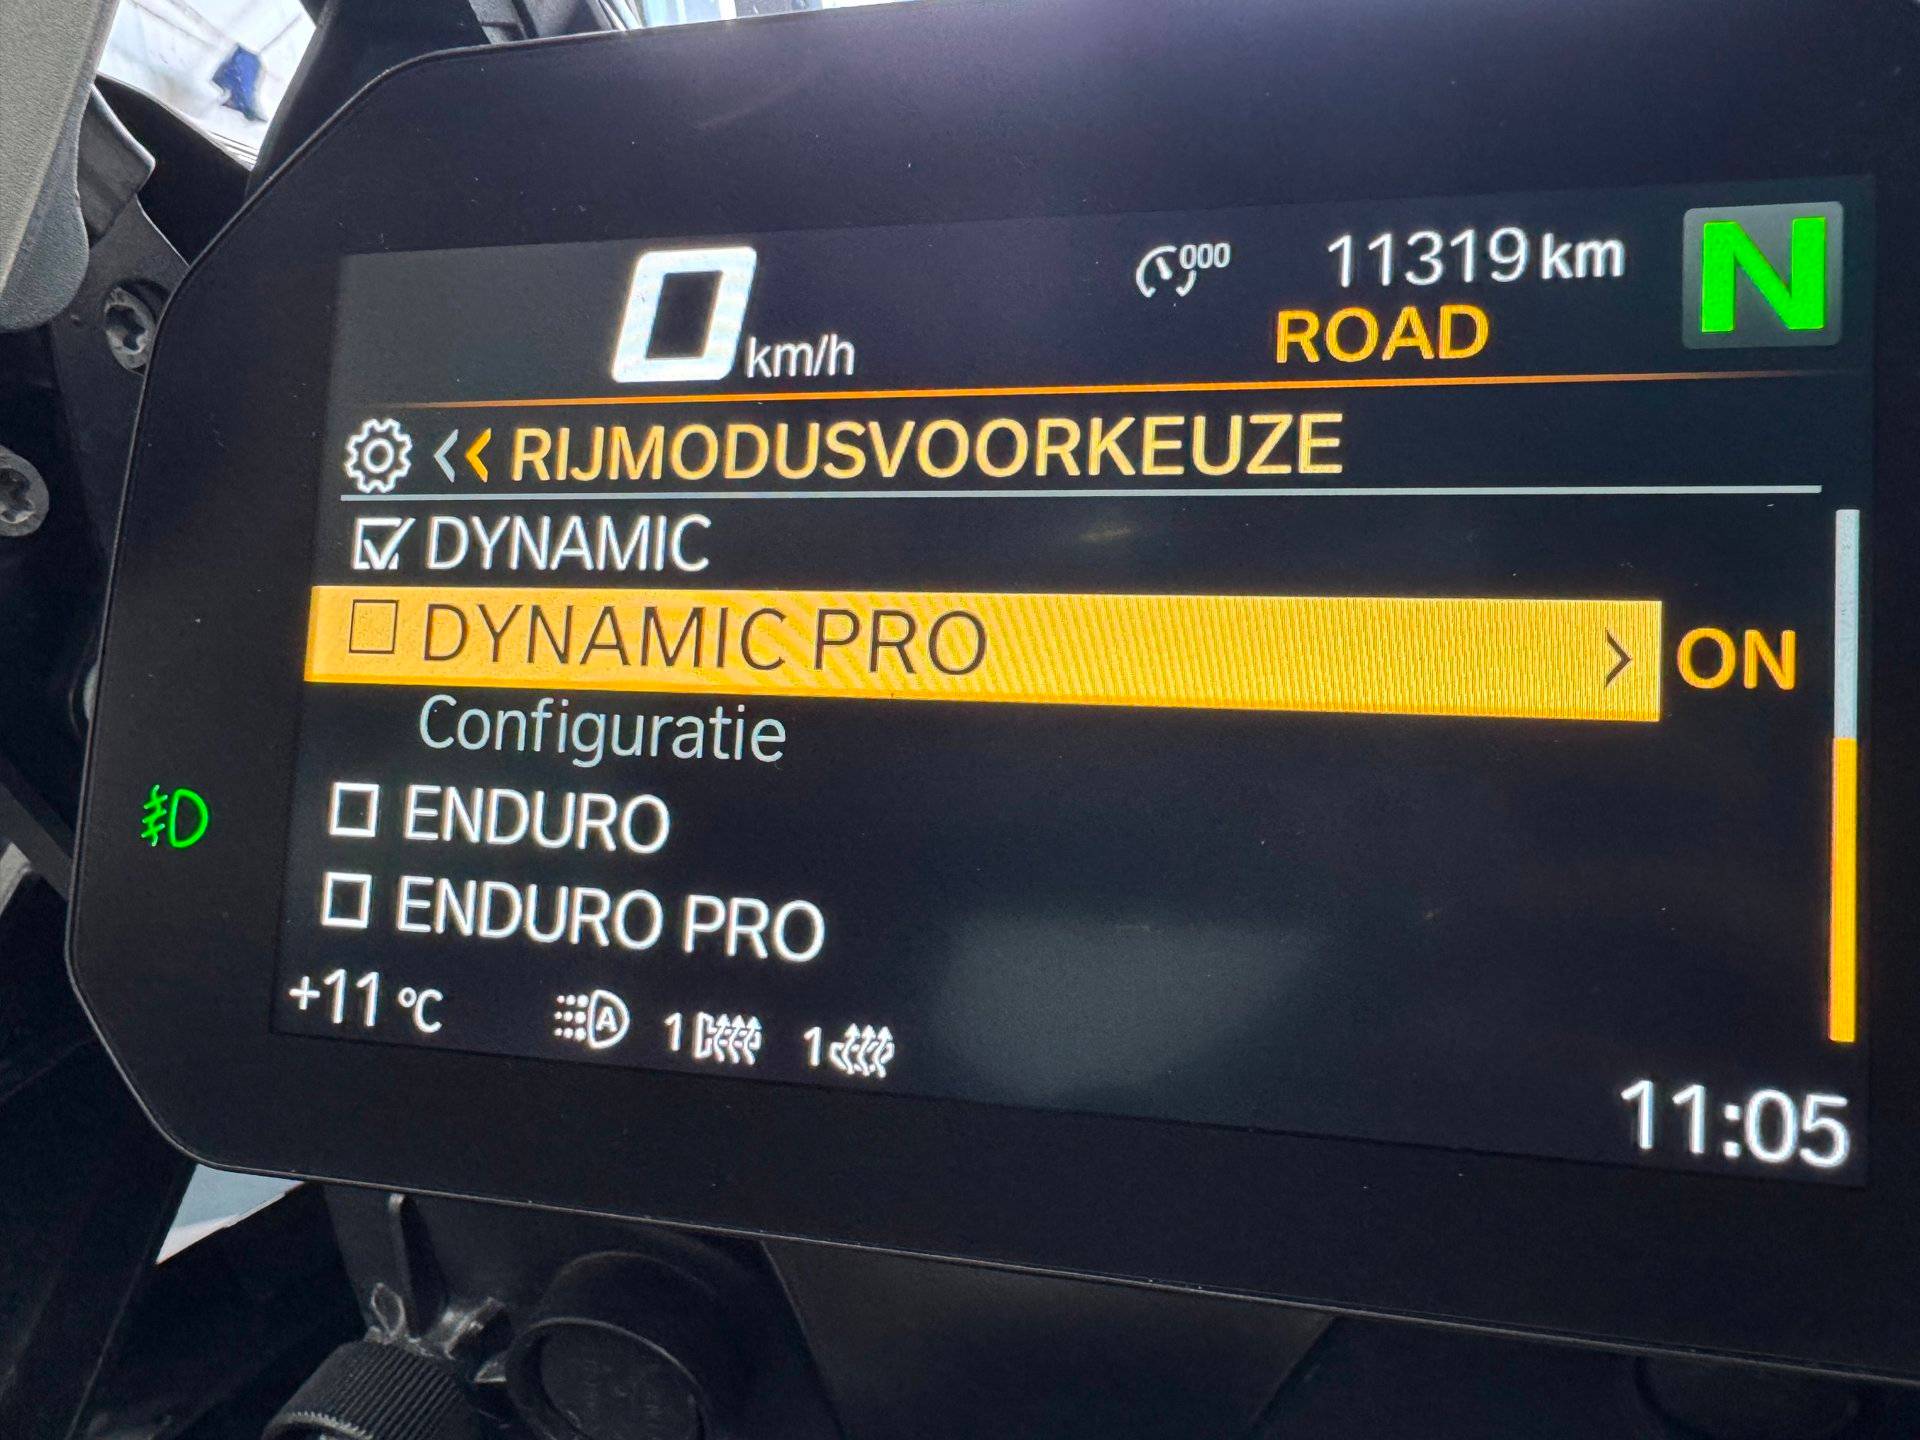 0 km/h
000
11319 km
ROAD
N
RIJMODUSVOORKEUZE
DYNAMIC
DYNAMIC PRO
ON
Configuratie
ENDURO
ENDURO PRO
+11 °C
A
1
1
11:05